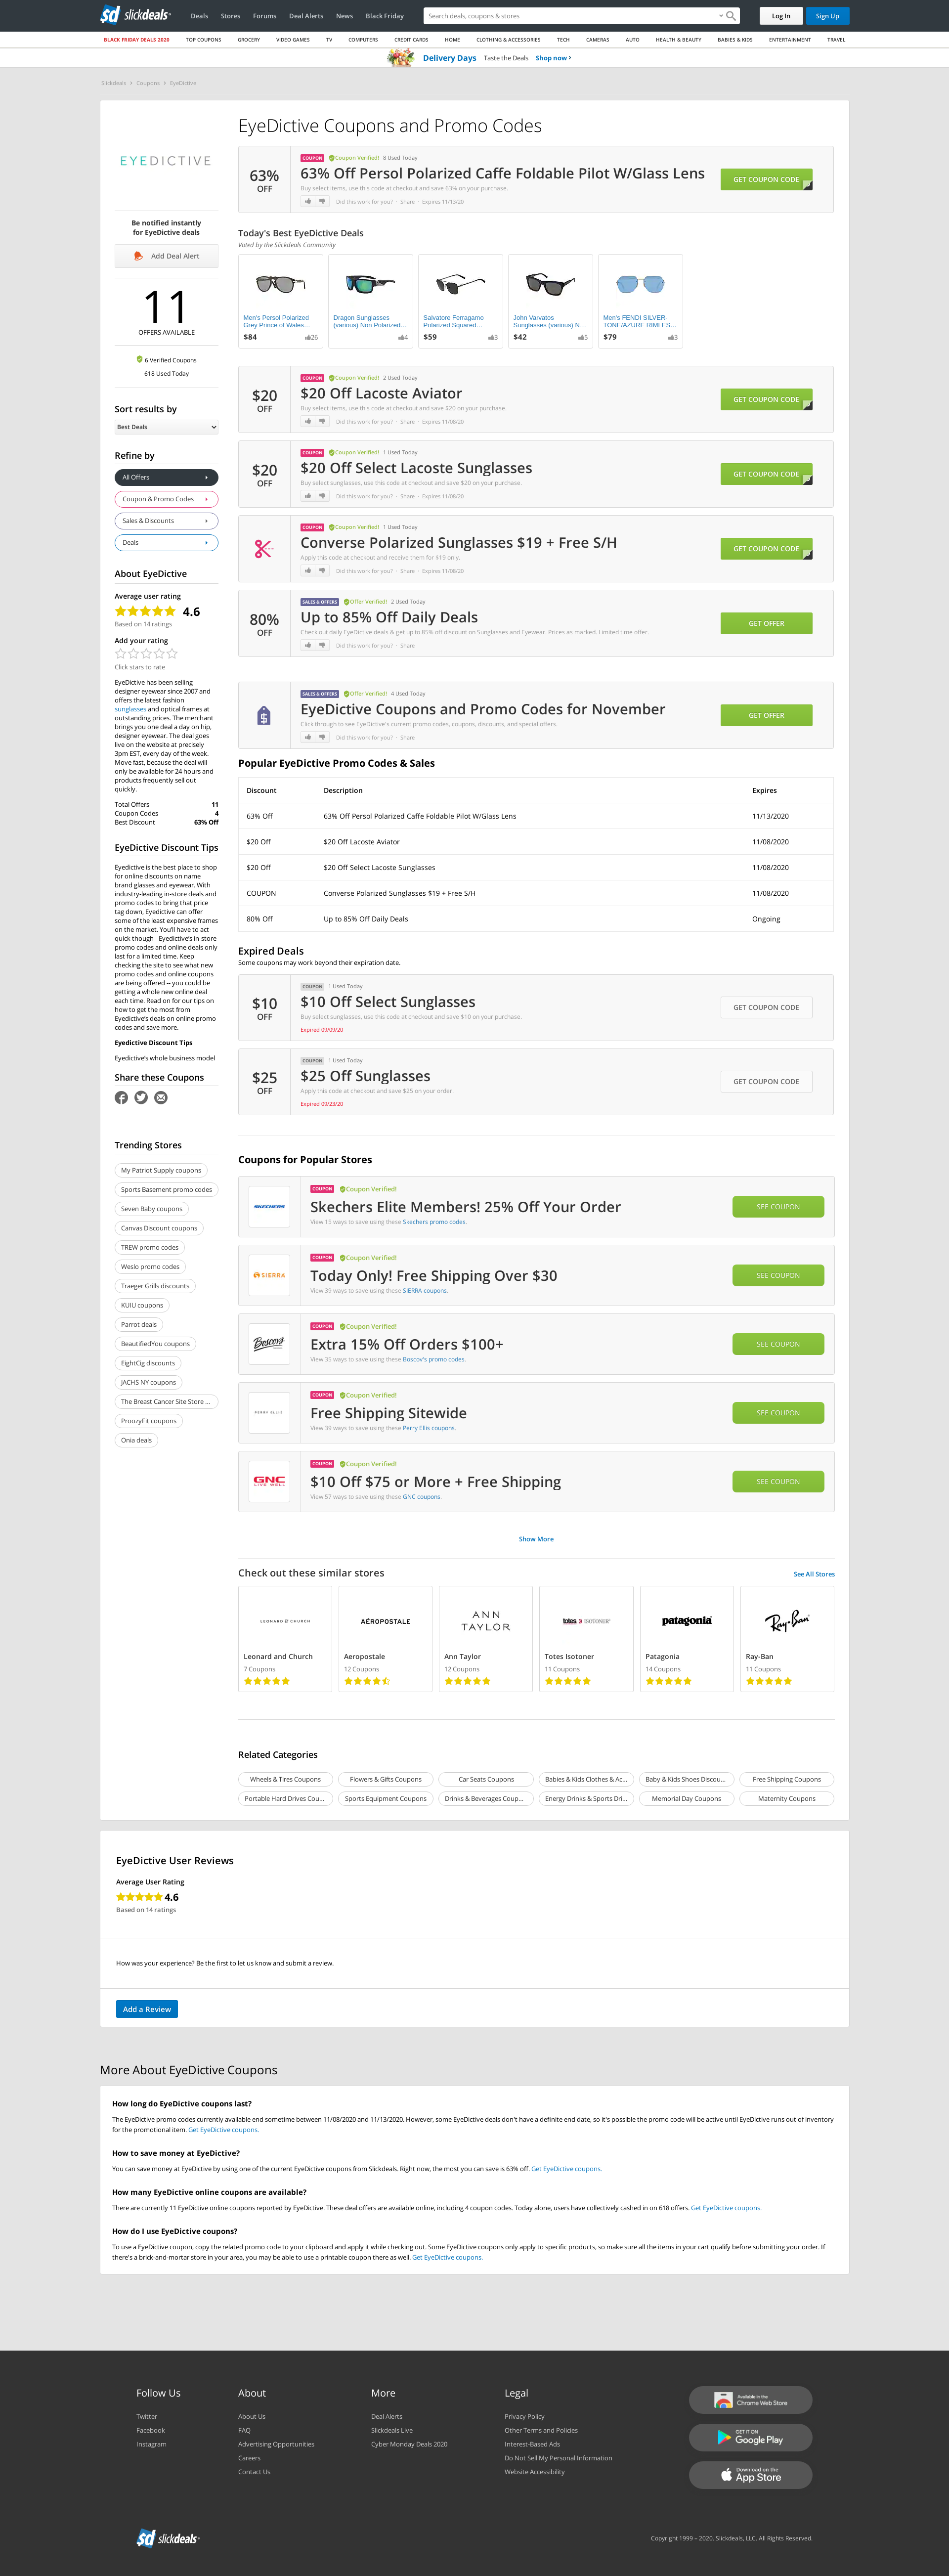 slickdeals
Deals Stores Forums Deal Alerts News Black Friday
Search deals, coupons & stores
Log In Sign Up
BLACK FRIDAY DEALS 2020 TOP COUPONS GROCERY VIDEO GAMES TV COMPUTERS CREDIT CARDS HOME CLOTHING & ACCESSORIES TECH CAMERAS AUTO HEALTH & BEAUTY BABIES & KIDS ENTERTAINMENT TRAVEL
Delivery Days Taste the Deals Shop now ›
Slickdeals › Coupons › EyeDictive
EYEDICTIVE
Be notified instantly
for EyeDictive deals
Add Deal Alert
11
OFFERS AVAILABLE
6 Verified Coupons
618 Used Today
Sort results by
Best Deals
Refine by
All Offers
Coupon & Promo Codes
Sales & Discounts
Deals
About EyeDictive
Average user rating
4.6
Based on 14 ratings
Add your rating
Click stars to rate
EyeDictive has been selling
designer eyewear since 2007 and
offers the latest fashion
sunglasses and optical frames at
outstanding prices. The merchant
brings you one deal a day on hip,
designer eyewear. The deal goes
live on the website at precisely
3pm EST, every day of the week.
Move fast, because the deal will
only be available for 24 hours and
products frequently sell out
quickly.
Total Offers 11
Coupon Codes 4
Best Discount 63% Off
EyeDictive Discount Tips
Eyedictive is the best place to shop
for online discounts on name
brand glasses and eyewear. With
industry-leading in-store deals and
promo codes to bring that price
tag down, Eyedictive can offer
some of the least expensive frames
on the market. You'll have to act
quick though - Eyedictive's in-store
promo codes and online deals only
last for a limited time. Keep
checking the site to see what new
promo codes and online coupons
are being offered -- you could be
getting a whole new online deal
each time. Read on for our tips on
how to get the most from
Eyedictive's deals on online promo
codes and save more.
Eyedictive Discount Tips
Eyedictive's whole business model
Share these Coupons
Trending Stores
My Patriot Supply coupons
Sports Basement promo codes
Seven Baby coupons
Canvas Discount coupons
TREW promo codes
Weslo promo codes
Traeger Grills discounts
KUIU coupons
Parrot deals
BeautifiedYou coupons
EightCig discounts
JACHS NY coupons
The Breast Cancer Site Store ...
ProozyFit coupons
Onia deals
EyeDictive Coupons and Promo Codes
63%
OFF
COUPON Coupon Verified! 8 Used Today
63% Off Persol Polarized Caffe Foldable Pilot W/Glass Lens
Buy select items, use this code at checkout and save 63% on your purchase.
Did this work for you? · Share · Expires 11/13/20
GET COUPON CODE
Today's Best EyeDictive Deals
Voted by the Slickdeals Community
Men's Persol Polarized
Grey Prince of Wales...
$84 26
Dragon Sunglasses
(various) Non Polarized...
4
Salvatore Ferragamo
Polarized Squared...
$59 3
John Varvatos
Sunglasses (various) N...
$42 5
Men's FENDI SILVER-
TONE/AZURE RIMLES...
$79 3
$20
OFF
COUPON Coupon Verified! 2 Used Today
$20 Off Lacoste Aviator
Buy select items, use this code at checkout and save $20 on your purchase.
Did this work for you? · Share · Expires 11/08/20
GET COUPON CODE
$20
OFF
COUPON Coupon Verified! 1 Used Today
$20 Off Select Lacoste Sunglasses
Buy select sunglasses, use this code at checkout and save $20 on your purchase.
Did this work for you? · Share · Expires 11/08/20
GET COUPON CODE
COUPON Coupon Verified! 1 Used Today
Converse Polarized Sunglasses $19 + Free S/H
Apply this code at checkout and receive them for $19 only.
Did this work for you? · Share · Expires 11/08/20
GET COUPON CODE
80%
OFF
SALES & OFFERS Offer Verified! 2 Used Today
Up to 85% Off Daily Deals
Check out daily EyeDictive deals & get up to 85% off discount on Sunglasses and Eyewear. Prices as marked. Limited time offer.
Did this work for you? · Share
GET OFFER
SALES & OFFERS Offer Verified! 4 Used Today
EyeDictive Coupons and Promo Codes for November
Click through to see EyeDictive's current promo codes, coupons, discounts, and special offers.
Did this work for you? · Share
GET OFFER
Popular EyeDictive Promo Codes & Sales
Discount Description Expires
63% Off 63% Off Persol Polarized Caffe Foldable Pilot W/Glass Lens 11/13/2020
$20 Off $20 Off Lacoste Aviator 11/08/2020
$20 Off $20 Off Select Lacoste Sunglasses 11/08/2020
COUPON Converse Polarized Sunglasses $19 + Free S/H 11/08/2020
80% Off Up to 85% Off Daily Deals Ongoing
Expired Deals
Some coupons may work beyond their expiration date.
$10
OFF
COUPON 1 Used Today
$10 Off Select Sunglasses
Buy select sunglasses, use this code at checkout and save $10 on your purchase.
Expired 09/09/20
GET COUPON CODE
$25
OFF
COUPON 1 Used Today
$25 Off Sunglasses
Apply this code at checkout and save $25 on your order.
Expired 09/23/20
GET COUPON CODE
Coupons for Popular Stores
SKECHERS
COUPON Coupon Verified!
Skechers Elite Members! 25% Off Your Order
View 15 ways to save using these Skechers promo codes.
SEE COUPON
SIERRA
COUPON Coupon Verified!
Today Only! Free Shipping Over $30
View 39 ways to save using these SIERRA coupons.
SEE COUPON
Boscov's
COUPON Coupon Verified!
Extra 15% Off Orders $100+
View 35 ways to save using these Boscov's promo codes.
SEE COUPON
PERRY ELLIS
COUPON Coupon Verified!
Free Shipping Sitewide
View 39 ways to save using these Perry Ellis coupons.
SEE COUPON
GNC
LIVE WELL
COUPON Coupon Verified!
$10 Off $75 or More + Free Shipping
View 57 ways to save using these GNC coupons.
SEE COUPON
Show More
Check out these similar stores See All Stores
LEONARD & CHURCH
Leonard and Church
7 Coupons
AÉROPOSTALE
Aeropostale
12 Coupons
ANN
TAYLOR
Ann Taylor
12 Coupons
totes ISOTONER
Totes Isotoner
11 Coupons
patagonia
Patagonia
14 Coupons
Ray-Ban
Ray-Ban
11 Coupons
Related Categories
Wheels & Tires Coupons Flowers & Gifts Coupons Car Seats Coupons Babies & Kids Clothes & Ac... Baby & Kids Shoes Discou... Free Shipping Coupons
Portable Hard Drives Cou... Sports Equipment Coupons Drinks & Beverages Coup... Energy Drinks & Sports Dri... Memorial Day Coupons Maternity Coupons
EyeDictive User Reviews
Average User Rating
4.6
Based on 14 ratings
How was your experience? Be the first to let us know and submit a review.
Add a Review
More About EyeDictive Coupons
How long do EyeDictive coupons last?
The EyeDictive promo codes currently available end sometime between 11/08/2020 and 11/13/2020. However, some EyeDictive deals don't have a definite end date, so it's possible the promo code will be active until EyeDictive runs out of inventory
for the promotional item. Get EyeDictive coupons.
How to save money at EyeDictive?
You can save money at EyeDictive by using one of the current EyeDictive coupons from Slickdeals. Right now, the most you can save is 63% off. Get EyeDictive coupons.
How many EyeDictive online coupons are available?
There are currently 11 EyeDictive online coupons reported by EyeDictive. These deal offers are available online, including 4 coupon codes. Today alone, users have collectively cashed in on 618 offers. Get EyeDictive coupons.
How do I use EyeDictive coupons?
To use a EyeDictive coupon, copy the related promo code to your clipboard and apply it while checking out. Some EyeDictive coupons only apply to specific products, so make sure all the items in your cart qualify before submitting your order. If
there's a brick-and-mortar store in your area, you may be able to use a printable coupon there as well. Get EyeDictive coupons.
Follow Us
Twitter
Facebook
Instagram
About
About Us
FAQ
Advertising Opportunities
Careers
Contact Us
More
Deal Alerts
Slickdeals Live
Cyber Monday Deals 2020
Legal
Privacy Policy
Other Terms and Policies
Interest-Based Ads
Do Not Sell My Personal Information
Website Accessibility
Available in the
Chrome Web Store
GET IT ON
Google Play
Download on the
App Store
slickdeals
Copyright 1999 – 2020. Slickdeals, LLC. All Rights Reserved.